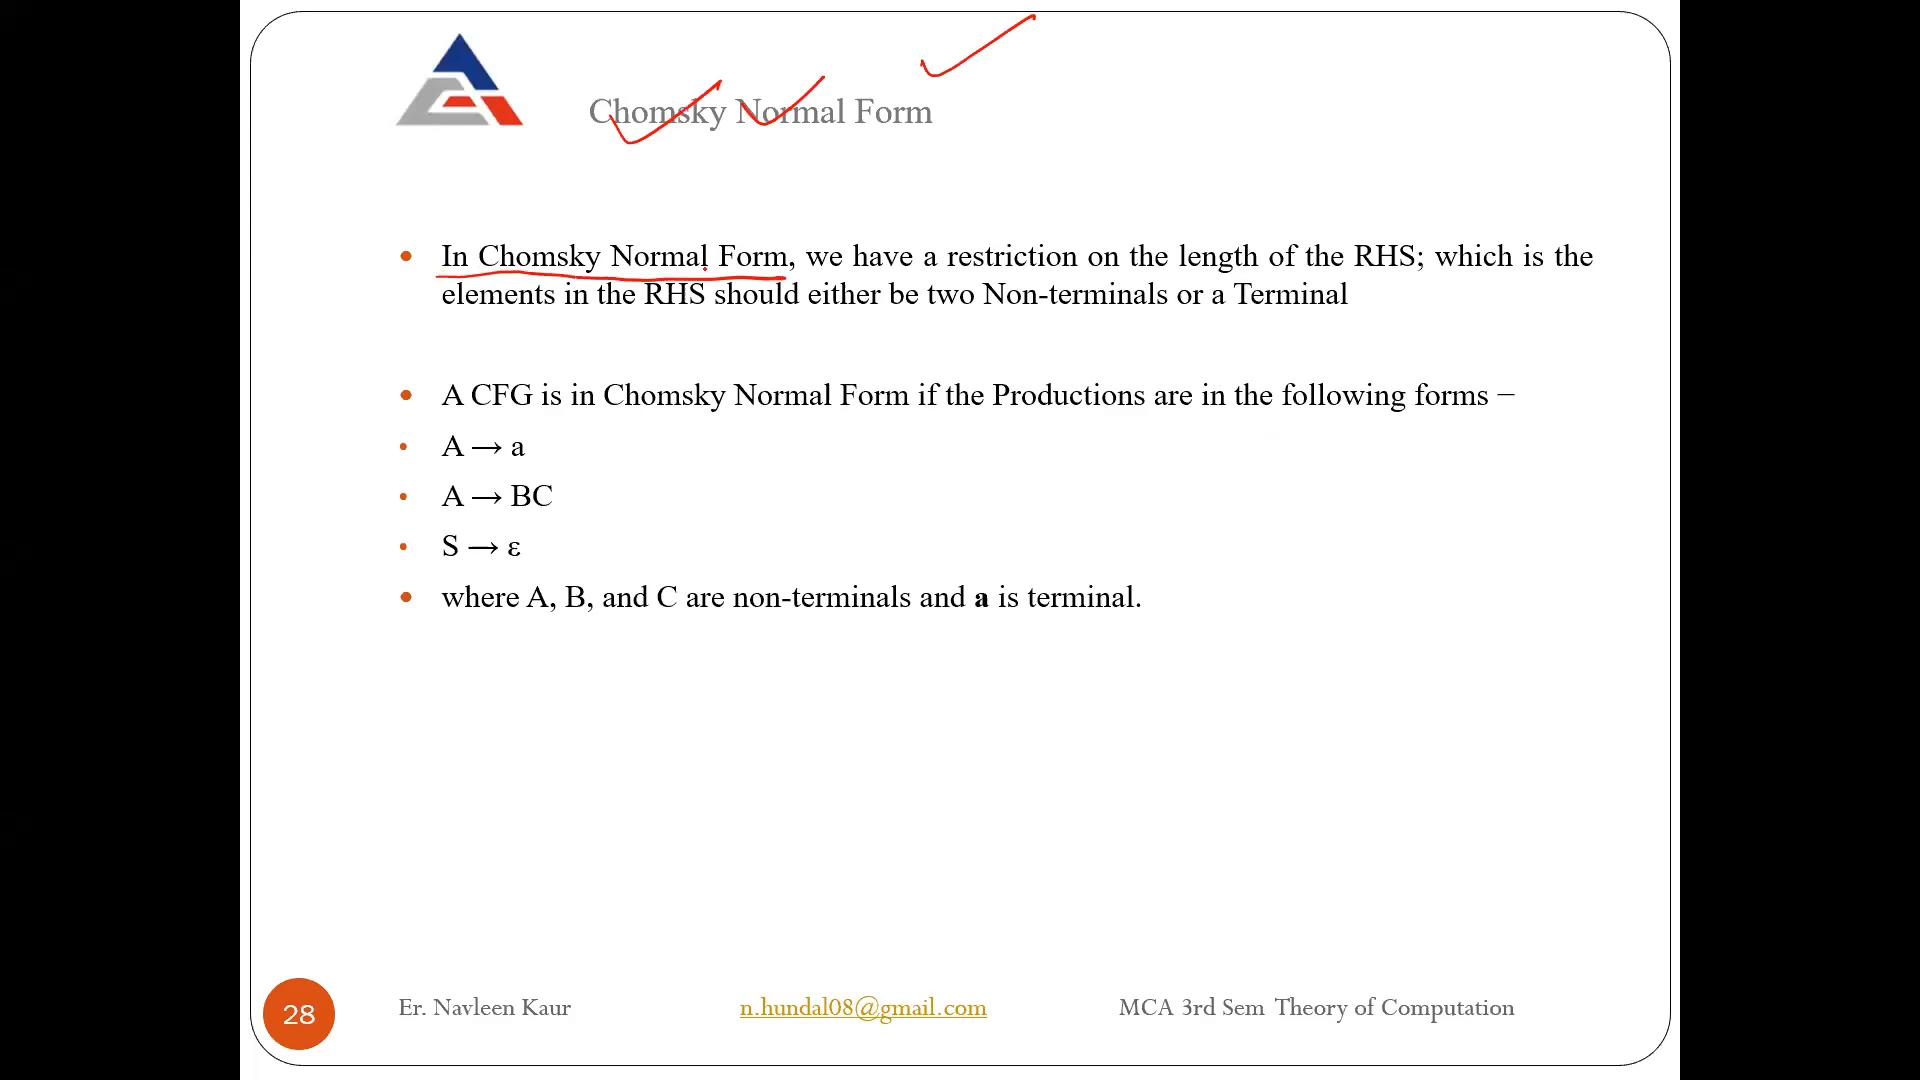 Chomsky Normal Form
• In Chomsky Normal Form, we have a restriction on the length of the RHS; which is the
elements in the RHS should either be two Non-terminals or a Terminal
• A CFG is in Chomsky Normal Form if the Productions are in the following forms −
• A → a
• A → BC
• S → ε
• where A, B, and C are non-terminals and a is terminal.
28 Er. Navleen Kaur n.hundal08@gmail.com MCA 3rd Sem Theory of Computation